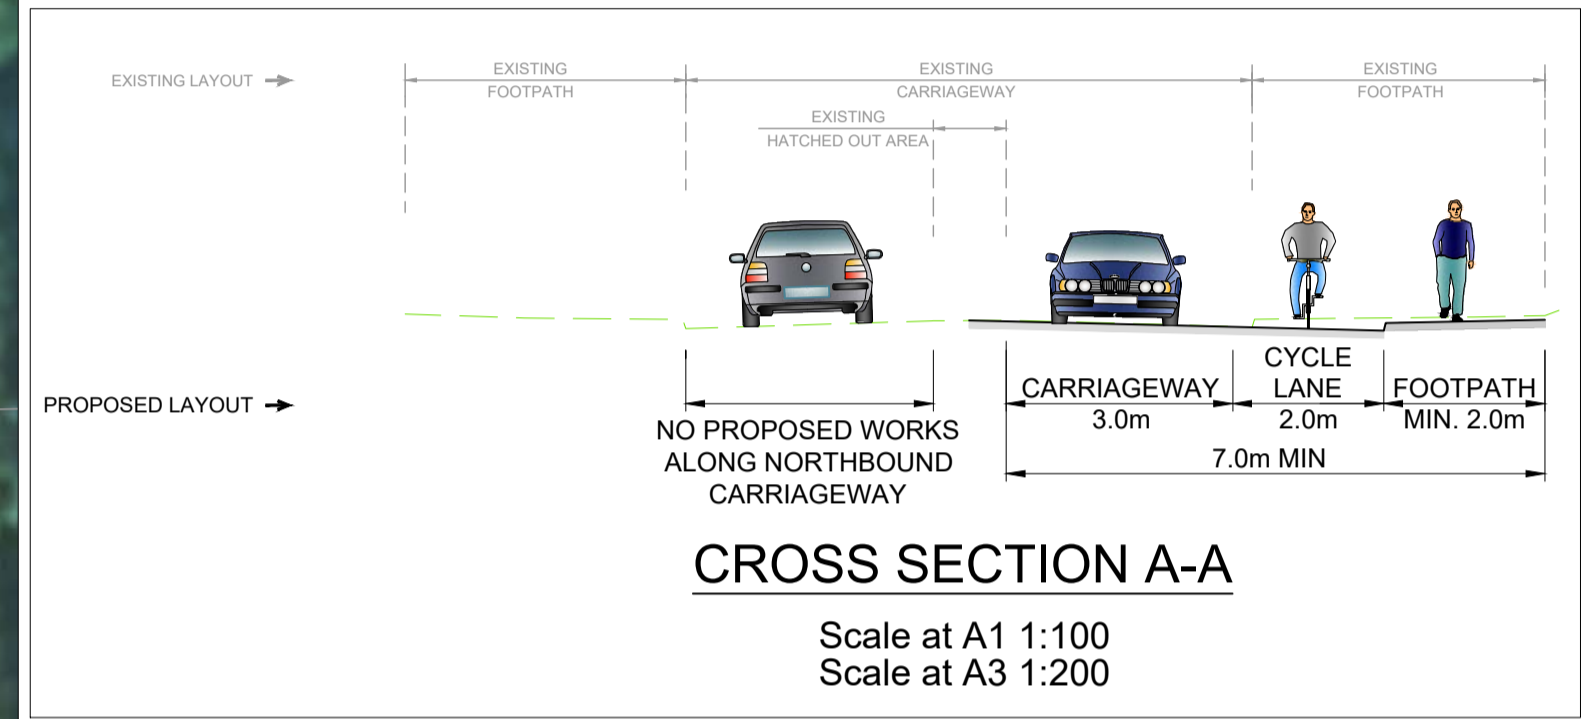 EXISTING LAYOUT
EXISTING
FOOTPATH
EXISTING
CARRIAGEWAY
EXISTING
FOOTPATH
EXISTING
HATCHED OUT AREA
PROPOSED LAYOUT
NO PROPOSED WORKS
ALONG NORTHBOUND
CARRIAGEWAY
CARRIAGEWAY
3.0m
CYCLE
LANE
2.0m
FOOTPATH
MIN. 2.0m
7.0m MIN
CROSS SECTION A-A
Scale at A1 1:100
Scale at A3 1:200